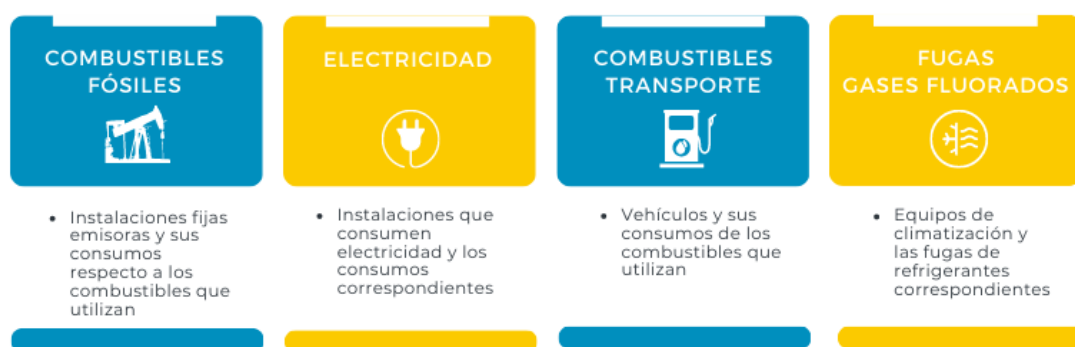 COMBUSTIBLES
FÓSILES
• Instalaciones fijas
emisoras y sus
consumos
respecto a los
combustibles que
utilizan
ELECTRICIDAD
• Instalaciones que
consumen
electricidad y los
consumos
correspondientes
COMBUSTIBLES
TRANSPORTE
• Vehículos y sus
consumos de los
combustibles que
utilizan
FUGAS
GASES FLUORADOS
• Equipos de
climatización y
las fugas de
refrigerantes
correspondientes